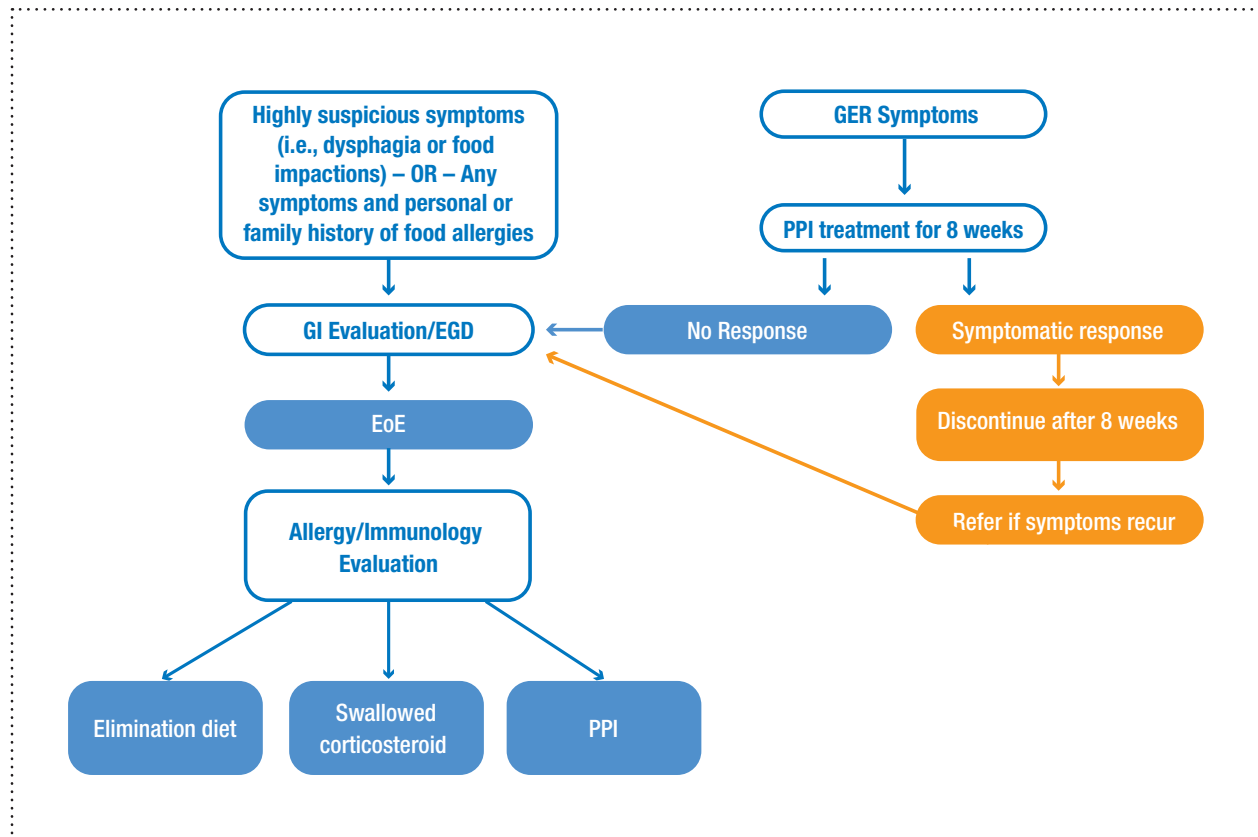 Highly suspicious symptoms
(i.e., dysphagia or food
impactions) – OR – Any
symptoms and personal or
family history of food allergies
GER Symptoms
PPI treatment for 8 weeks
GI Evaluation/EGD
No Response
Symptomatic response
EoE
Discontinue after 8 weeks
Allergy/Immunology
Evaluation
Refer if symptoms recur
Elimination diet
Swallowed
corticosteroid
PPI